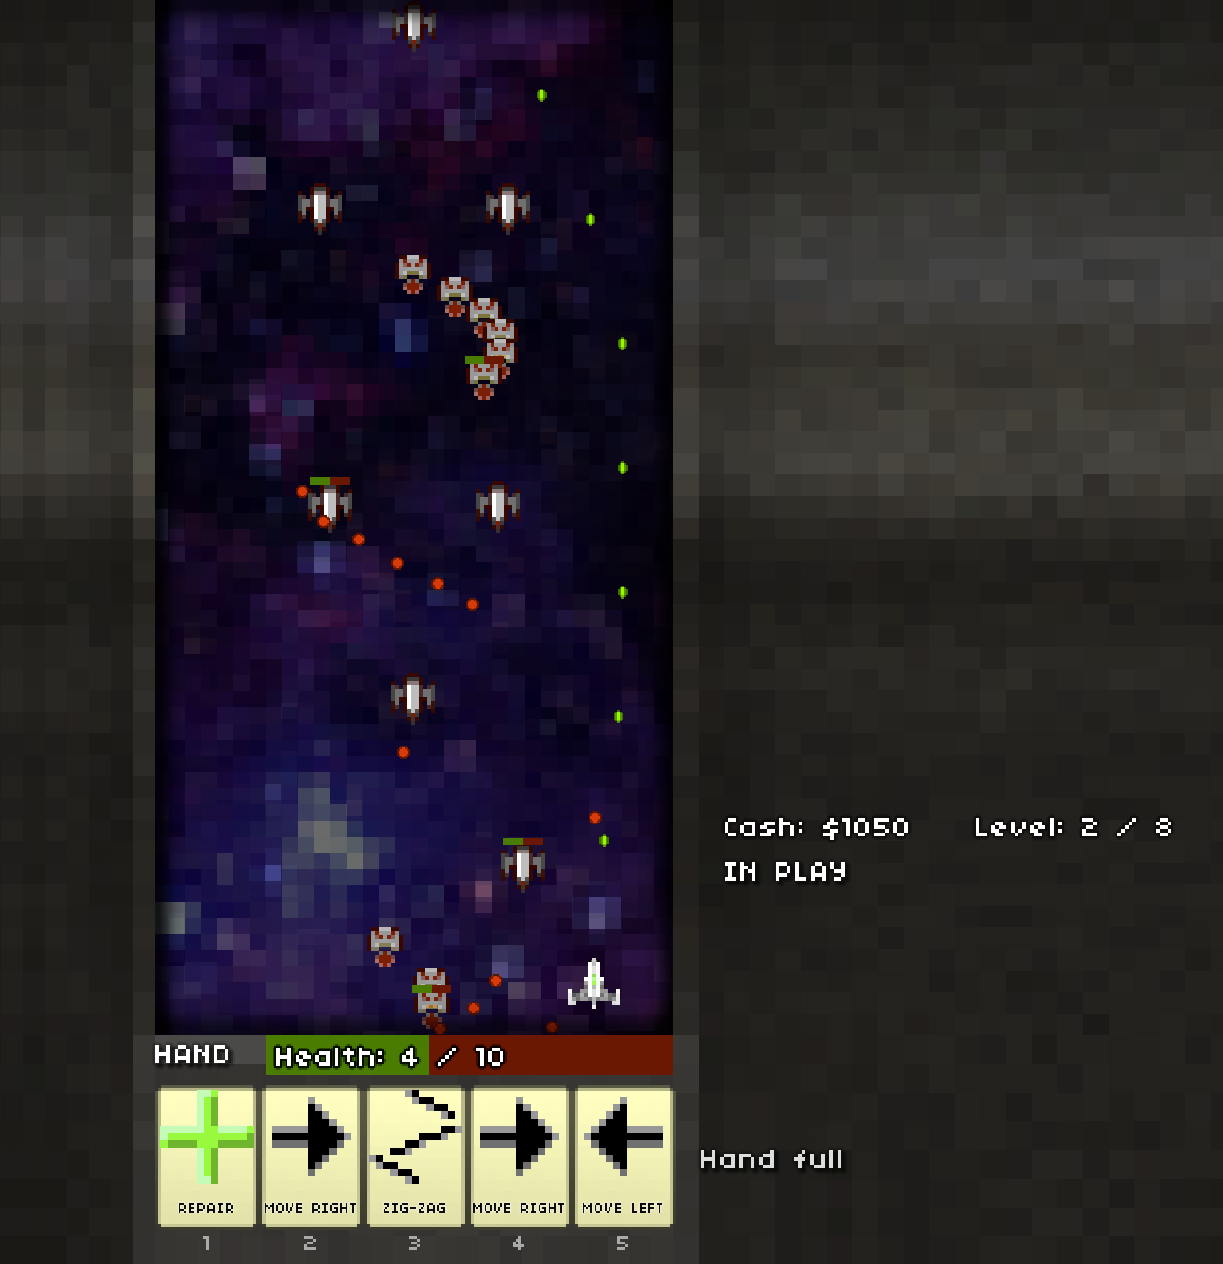 Cash: $1050 Level: 2 / 8
IN PLAY
HAND Health: 4 / 10
Hand full
REPAIR MOVE RIGHT ZIG-ZAG MOVE RIGHT MOVE LEFT
1 2 3 4 5